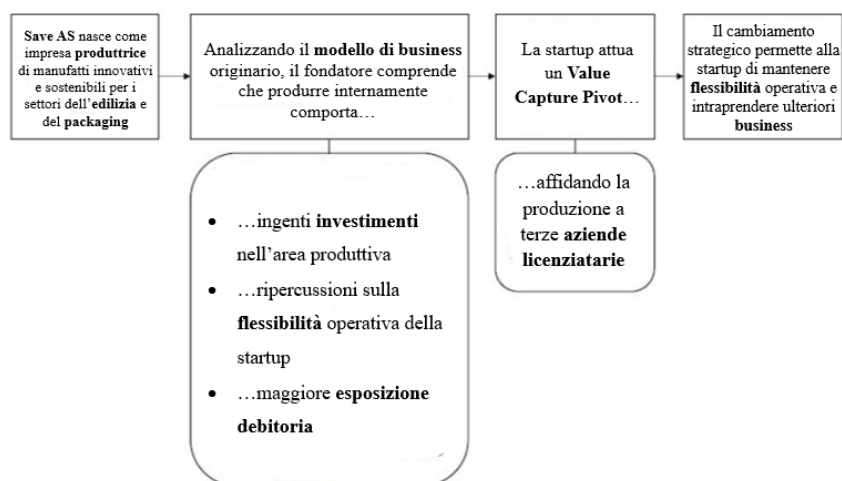 Save AS nasce come
impresa produttrice
di manufatti innovativi
e sostenibili per i
settori dell'edilizia e
del packaging
Analizzando il modello di business
originario, il fondatore comprende
che produrre internamente
comporta…
…ingenti investimenti
nell'area produttiva
…ripercussioni sulla
flessibilità operativa della
startup
…maggiore esposizione
debitoria
La startup attua
un Value
Capture Pivot…
…affidando la
produzione a
terze aziende
licenziatarie
Il cambiamento
strategico permette alla
startup di mantenere
flessibilità operativa e
intraprendere ulteriori
business